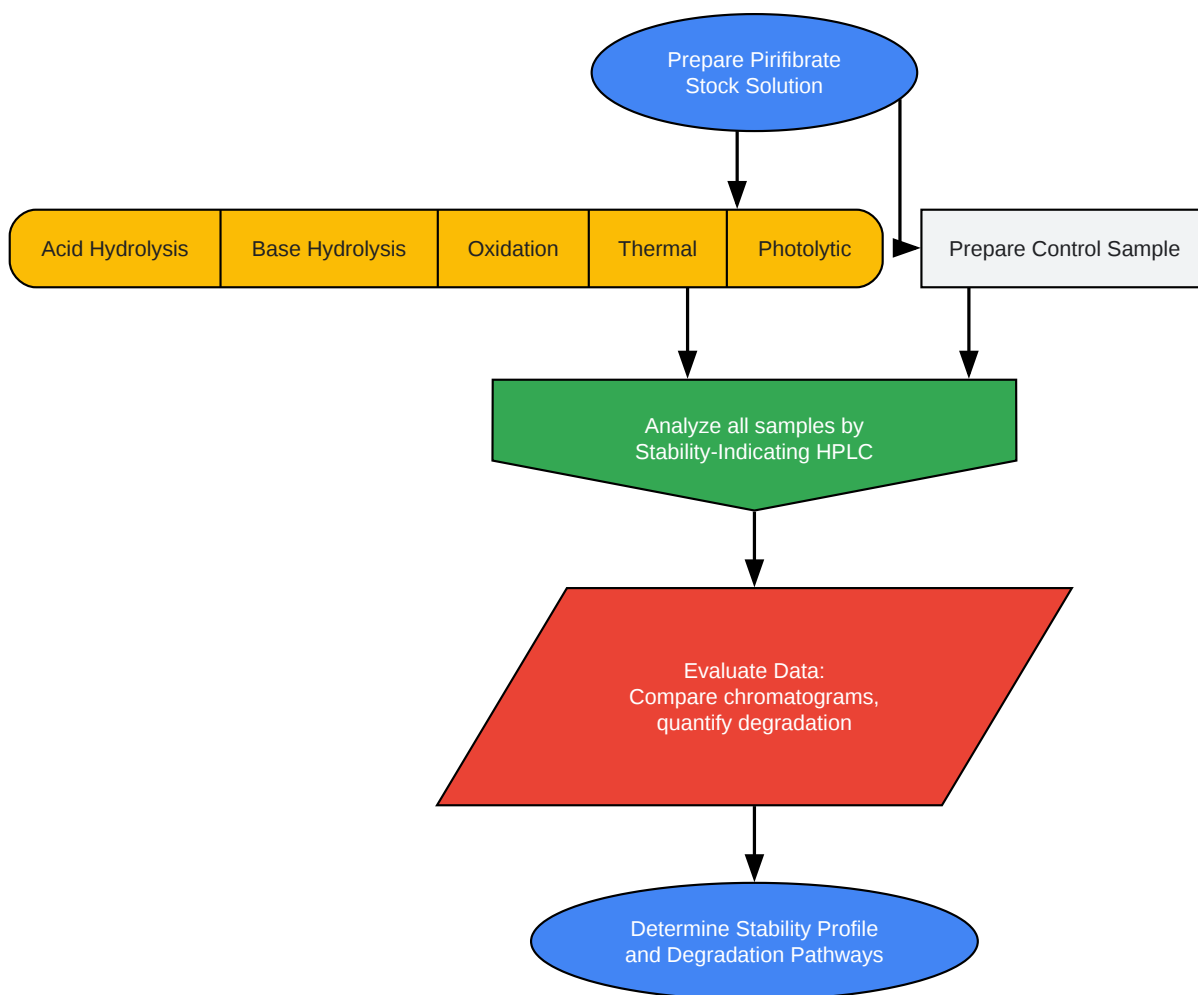 Prepare Pirifibrate
Stock Solution
Acid Hydrolysis
Base Hydrolysis
Oxidation
Thermal
Photolytic
Prepare Control Sample
Analyze all samples by
Stability-Indicating HPLC
Evaluate Data:
Compare chromatograms,
quantify degradation
Determine Stability Profile
and Degradation Pathways